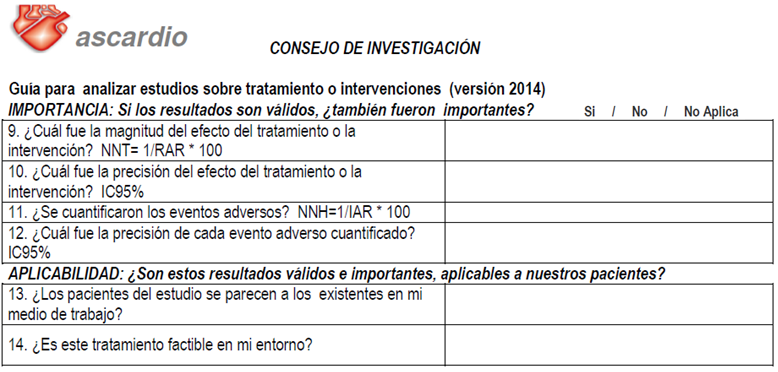 ascardio
CONSEJO DE INVESTIGACIÓN
Guía para analizar estudios sobre tratamiento o intervenciones (versión 2014)
IMPORTANCIA: Si los resultados son válidos, ¿también fueron importantes? Si / No / No Aplica
9. ¿Cuál fue la magnitud del efecto del tratamiento o la
intervención? NNT= 1/RAR * 100
10. ¿Cuál fue la precisión del efecto del tratamiento o la
intervención? IC95%
11. ¿Se cuantificaron los eventos adversos? NNH=1/IAR * 100
12. ¿Cuál fue la precisión de cada evento adverso cuantificado?
IC95%
APLICABILIDAD: ¿Son estos resultados válidos e importantes, aplicables a nuestros pacientes?
13. ¿Los pacientes del estudio se parecen a los existentes en mi
medio de trabajo?
14. ¿Es este tratamiento factible en mi entorno?